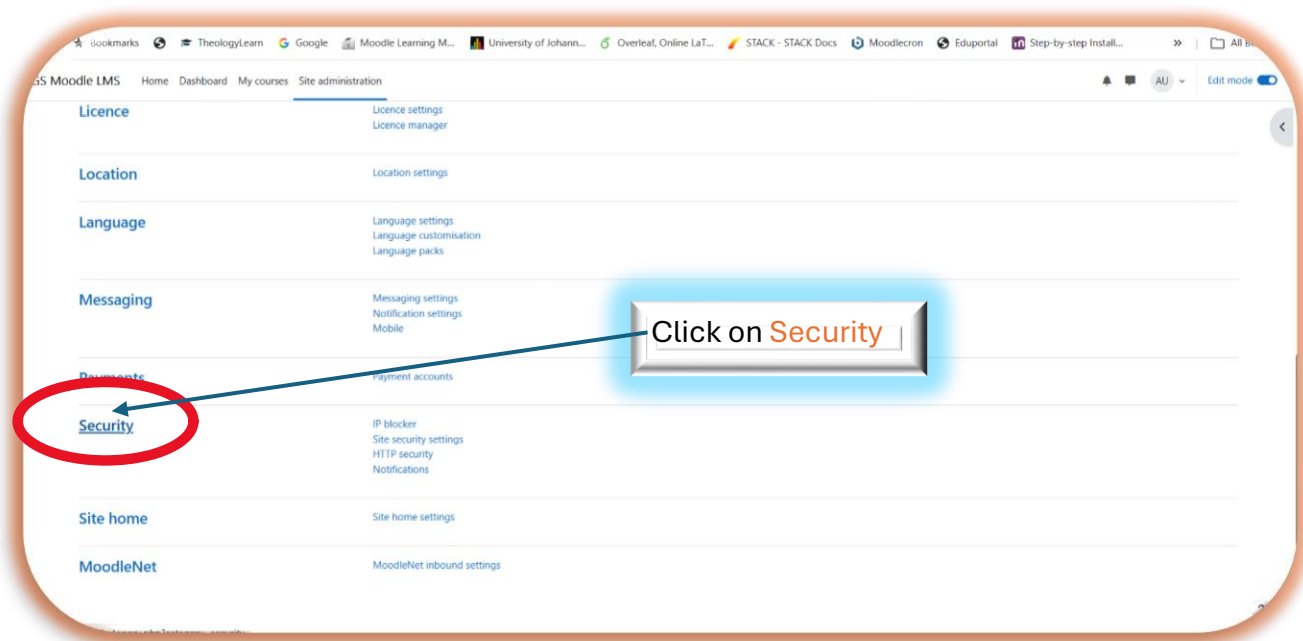 Bookmarks TheologyLearn Google Moodle Learning M... University of Johann... Overleaf, Online LaT... STACK - STACK Docs Moodlecron Eduportal Step-by-step Install... » All
GS Moodle LMS Home Dashboard My courses Site administration AU Edit mode
Licence
Licence settings
Licence manager
Location
Location settings
Language
Language settings
Language customisation
Language packs
Messaging
Messaging settings
Notification settings
Mobile
Click on Security
Payments
Payment accounts
Security
IP blocker
Site security settings
HTTP security
Notifications
Site home
Site home settings
MoodleNet
MoodleNet inbound settings